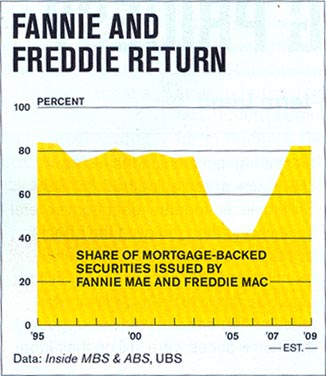 FANNIE AND
FREDDIE RETURN
100 PERCENT
80
60
40
SHARE OF MORTGAGE-BACKED
SECURITIES ISSUED BY
20 FANNIE MAE AND FREDDIE MAC
0
'95 '00 '05 '07 '09
EST.
Data: Inside MBS & ABS, UBS